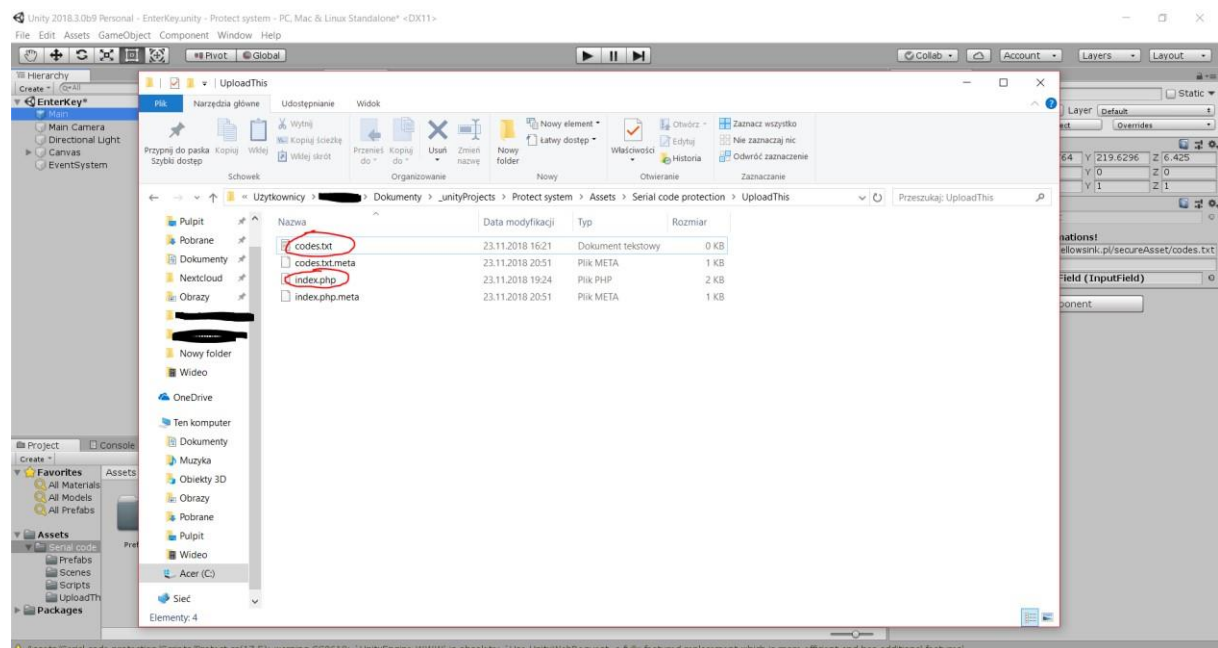 Unity 2018.3.0b9 Personal - EnterKey.unity - Protect system - PC, Mac & Linux Standalone* <DX11>
File Edit Assets GameObject Component Window Help
Pivot Global Collab Account Layers Layout
Hierarchy
Create All
EnterKey*
Main
Main Camera
Directional Light
Canvas
EventSystem
UploadThis
Plik Narzędzia główne Udostępnianie Widok
Przypnij do paska Szybki dostęp
Kopiuj
Wklej
Wytnij
Kopiuj ścieżkę
Wklej skrót
Schowek
Przenieś do
Kopiuj do
Usuń
Zmień nazwę
Organizowanie
Nowy folder
Nowy element
Łatwy dostęp
Nowy
Właściwości
Otwórz
Edytuj
Historia
Otwieranie
Zaznacz wszystko
Nie zaznaczaj nic
Odwróć zaznaczenie
Zaznaczanie
« Użytkownicy > > Dokumenty > _unityProjects > Protect system > Assets > Serial code protection > UploadThis
Przeszukaj: UploadThis
Pulpit
Pobrane
Dokumenty
Nextcloud
Obrazy
Nowy folder
Wideo
OneDrive
Ten komputer
Dokumenty
Muzyka
Obiekty 3D
Obrazy
Pobrane
Pulpit
Wideo
Acer (C:)
Sieć
Nazwa Data modyfikacji Typ Rozmiar
codes.txt 23.11.2018 16:21 Dokument tekstowy 0 KB
codes.txt.meta 23.11.2018 20:51 Plik META 1 KB
index.php 23.11.2018 19:24 Plik PHP 2 KB
index.php.meta 23.11.2018 20:51 Plik META 1 KB
Elementy: 4
Static
Layer Default
Overrides
64 Y 219.6296 Z 6.425
Y 0 Z 0
Y 1 Z 1
nations!
ellowsink.pl/secureAsset/codes.txt
Field (InputField)
ponent
Project Console
Create
Favorites
All Materials
All Models
All Prefabs
Assets
Serial code
Prefabs
Scenes
Scripts
UploadTh
Packages
Assets
Pref